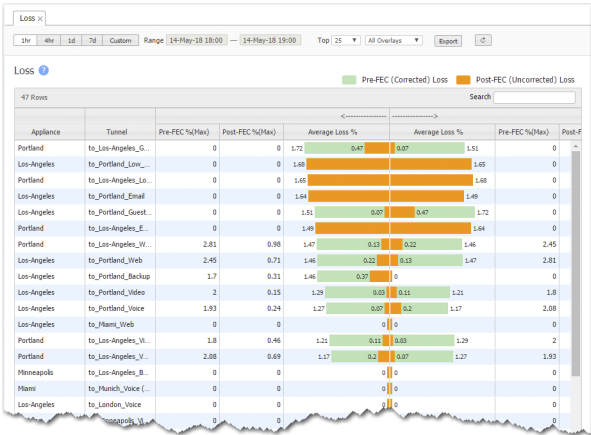 Loss ×
1hr 4hr 1d 7d Custom Range 14-May-18 18:00 — 14-May-18 19:00 Top 25 All Overlays Export
Loss ?
Pre-FEC (Corrected) Loss Post-FEC (Uncorrected) Loss
47 Rows Search
<---------------- ---------------->
Appliance Tunnel Pre-FEC %(Max) Post-FEC %(Max) Average Loss % Average Loss % Pre-FEC %(Max) Post-F
Portland to_Los-Angeles_G... 0 0 1.72 0.47 0.07 1.51 0
Los-Angeles to_Portland_Low_... 0 0 1.68 1.65 0
Portland to_Los-Angeles_Lo... 0 0 1.65 1.68 0
Los-Angeles to_Portland_Email 0 0 1.64 1.49 0
Los-Angeles to_Portland_Guest... 0 0 1.51 0.07 0.47 1.72 0
Portland to_Los-Angeles_E... 0 0 1.49 1.64 0
Portland to_Los-Angeles_W... 2.81 0.98 1.47 0.13 0.22 1.46 2.45
Los-Angeles to_Portland_Web 2.45 0.71 1.46 0.22 0.13 1.47 2.81
Los-Angeles to_Portland_Backup 1.7 0.31 1.46 0.37 0 0
Los-Angeles to_Portland_Video 2 0.15 1.29 0.03 0.11 1.21 1.8
Los-Angeles to_Portland_Voice 1.93 0.24 1.27 0.07 0.2 1.17 2.08
Los-Angeles to_Miami_Web 0 0 0 0 0
Portland to_Los-Angeles_Vi... 1.8 0.46 1.21 0.11 0.03 1.29 2
Portland to_Los-Angeles_V... 2.08 0.69 1.17 0.2 0.07 1.27 1.93
Minneapolis to_Los-Angeles_B... 0 0 0 0 0
Miami to_Munich_Voice (... 0 0 0 0 0
Los-Angeles to_London_Voice 0 0 0 0 0